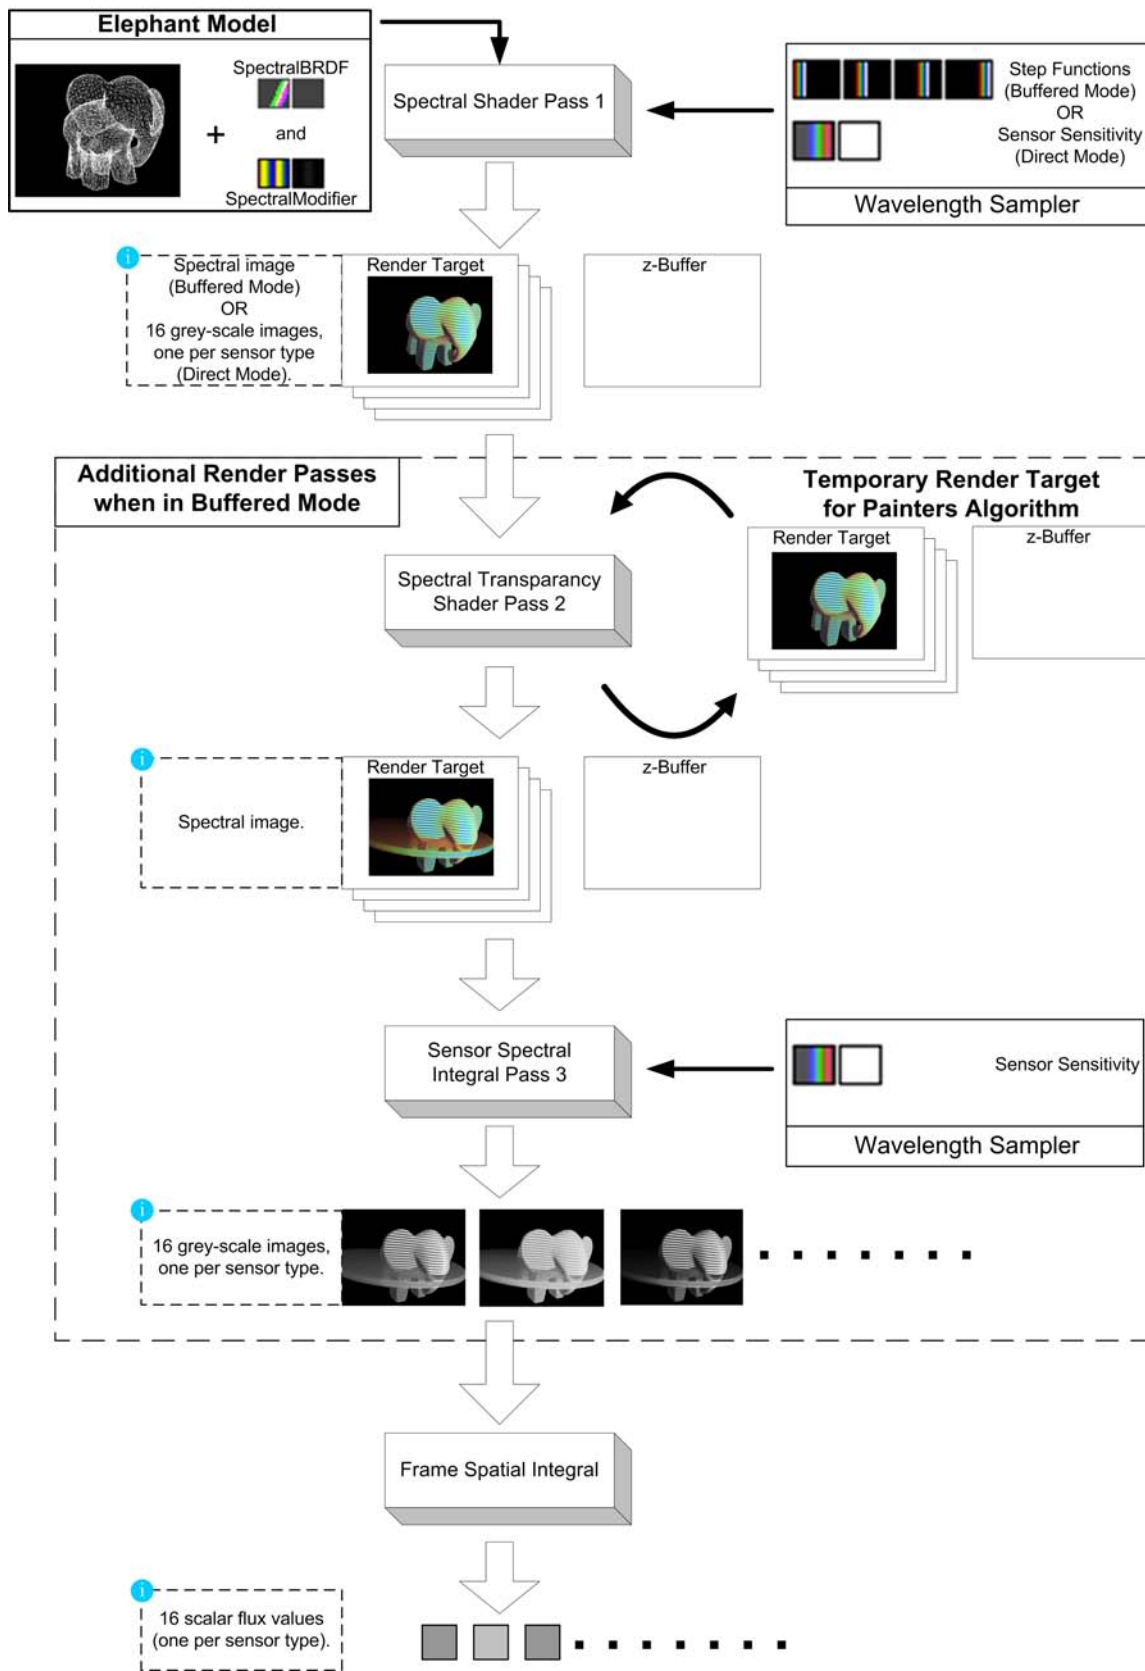 Elephant Model
SpectralBRDF
+
and
SpectralModifier
Spectral Shader Pass 1
Step Functions
(Buffered Mode)
OR
Sensor Sensitivity
(Direct Mode)
Wavelength Sampler
i
Spectral image
(Buffered Mode)
OR
16 grey-scale images,
one per sensor type
(Direct Mode).
Render Target
z-Buffer
Additional Render Passes
when in Buffered Mode
Temporary Render Target
for Painters Algorithm
Render Target
z-Buffer
Spectral Transparancy
Shader Pass 2
i
Spectral image.
Render Target
z-Buffer
Sensor Spectral
Integral Pass 3
Sensor Sensitivity
Wavelength Sampler
i
16 grey-scale images,
one per sensor type.
Frame Spatial Integral
i
16 scalar flux values
(one per sensor type).